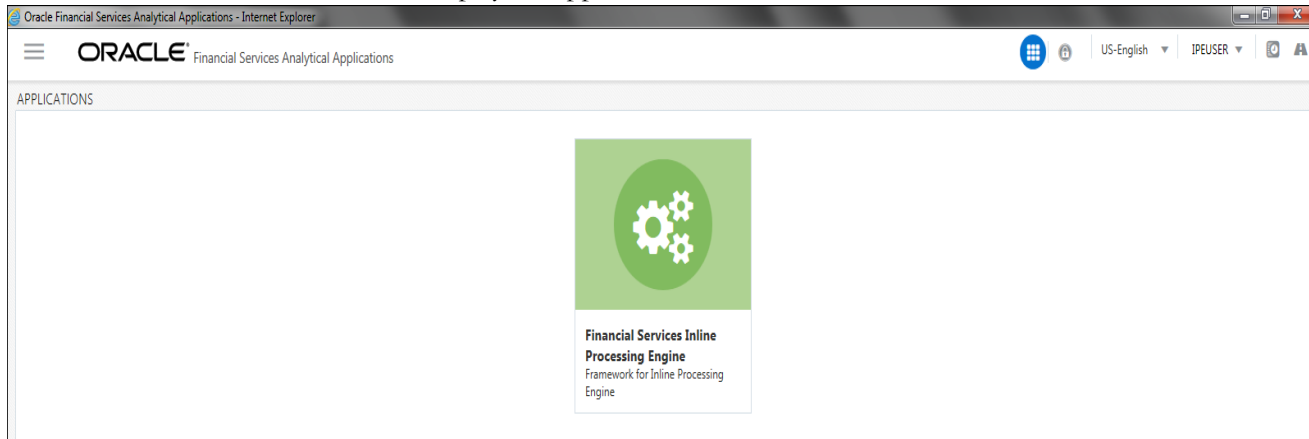 Oracle Financial Services Analytical Applications - Internet Explorer
ORACLE® Financial Services Analytical Applications
US-English IPEUSER
APPLICATIONS
Financial Services Inline
Processing Engine
Framework for Inline Processing
Engine